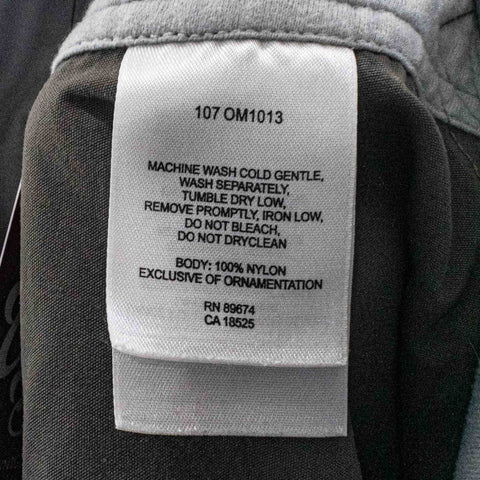 107 OM1013
MACHINE WASH COLD GENTLE,
WASH SEPARATELY,
TUMBLE DRY LOW,
REMOVE PROMPTLY, IRON LOW,
DO NOT BLEACH,
DO NOT DRYCLEAN
BODY: 100% NYLON
EXCLUSIVE OF ORNAMENTATION
RN 89674
CA 18525